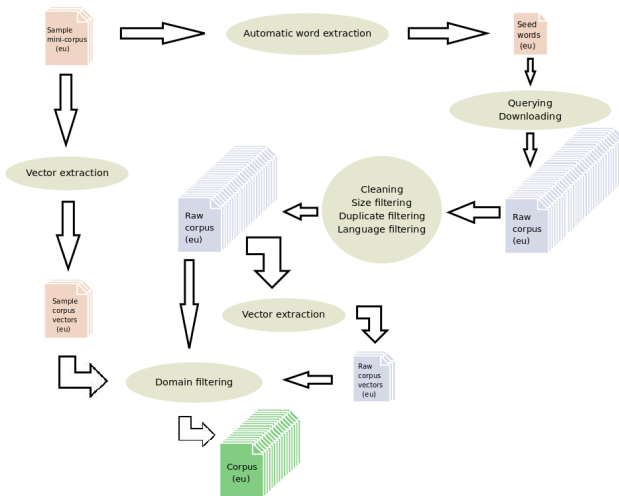 Sample
mini-corpus
(eu)
Automatic word extraction
Seed
words
(eu)
Querying
Downloading
Vector extraction
Cleaning
Size filtering
Duplicate filtering
Language filtering
Raw
corpus
(eu)
Raw
corpus
(eu)
Sample
corpus
vectors
(eu)
Vector extraction
Domain filtering
Raw
corpus
vectors
(eu)
Corpus
(eu)